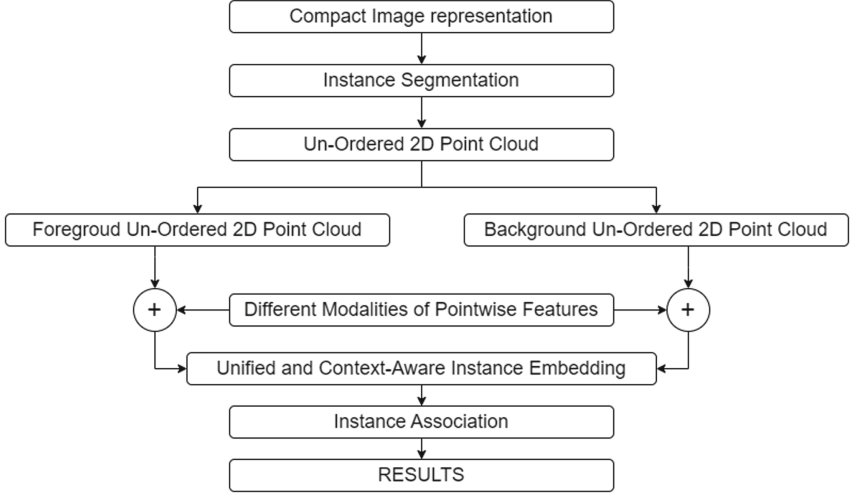 Compact Image representation
Instance Segmentation
Un-Ordered 2D Point Cloud
Foregroud Un-Ordered 2D Point Cloud
Background Un-Ordered 2D Point Cloud
+
Different Modalities of Pointwise Features
+
Unified and Context-Aware Instance Embedding
Instance Association
RESULTS